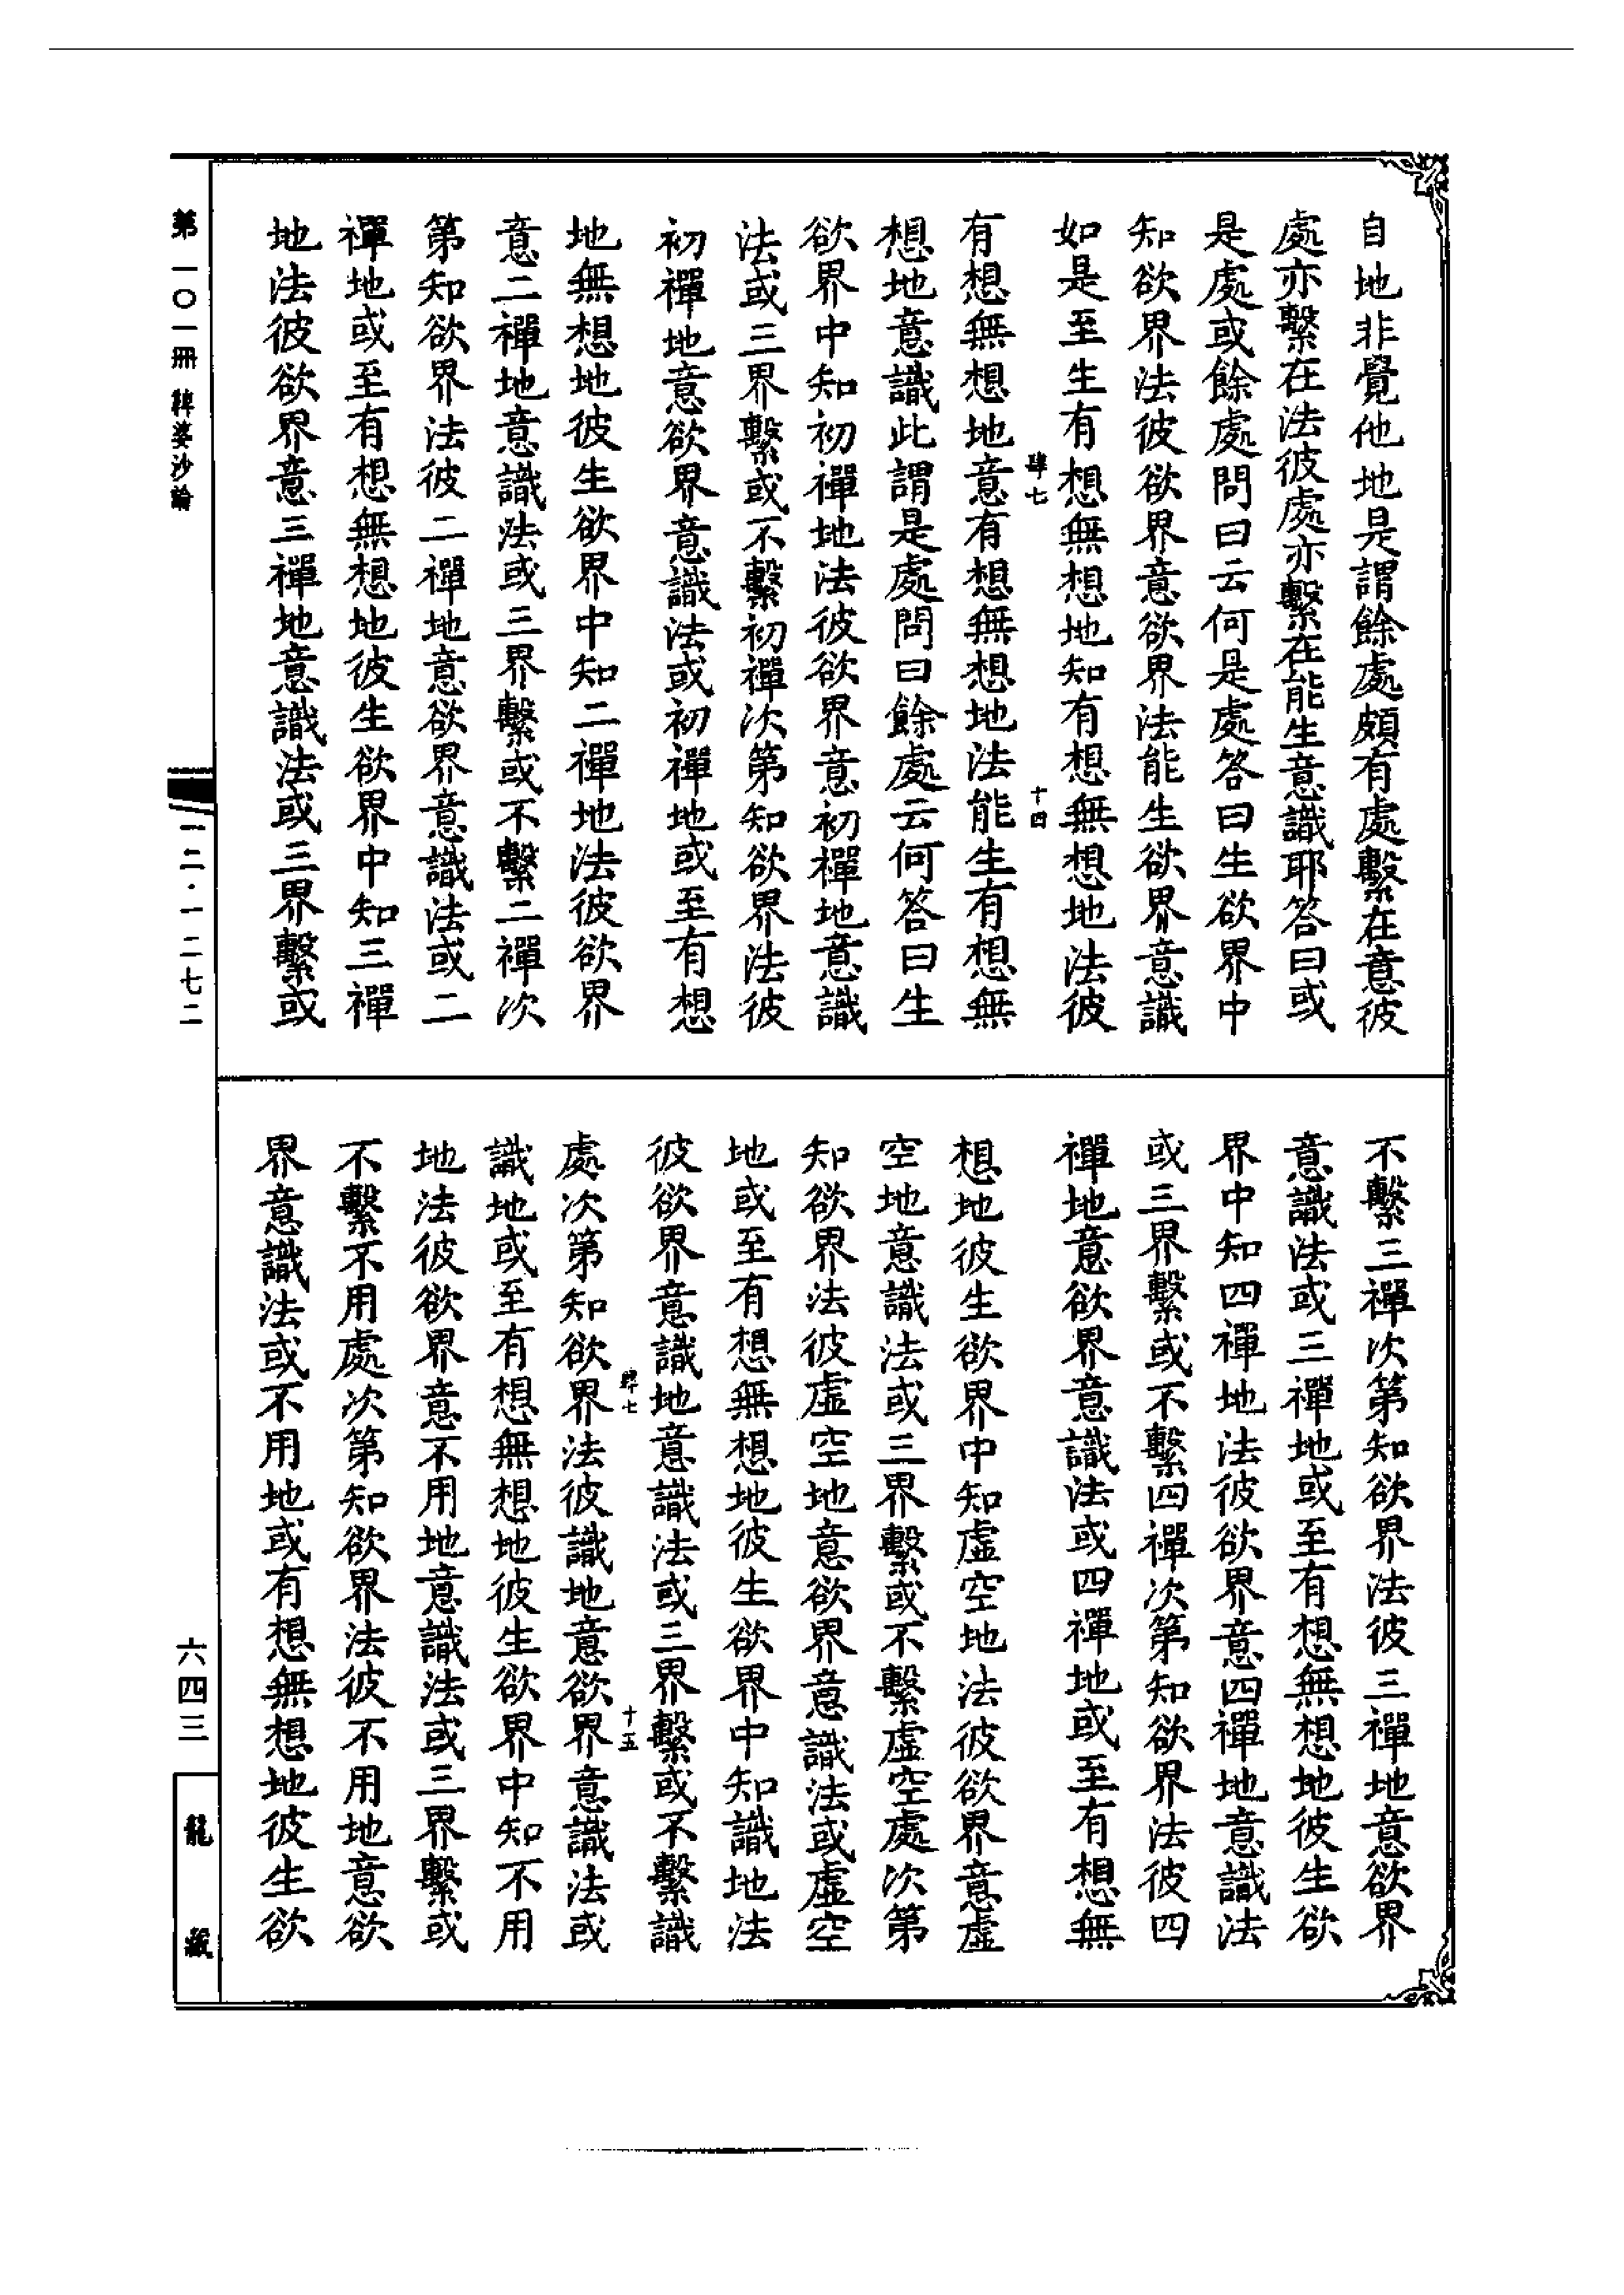 自地非覺他地是謂餘處頗有處繫在意彼
處亦繫在法彼處亦繫在能生意識耶答曰或
是處或餘處問曰云何是處答曰生欲界中
知欲界法彼欲界意欲界法能生欲界意識
如是至生有想無想地知有想無想地法彼
肆七
十四
有想無想地意有想無想地法能生有想無
想地意識此謂是處問曰餘處云何答曰生
欲界中知初禪地法彼欲界意初禪地意識
法或三界繫或不繫初禪次第知欲界法彼
初禪地意欲界意識法或初禪地或至有想
地無想地彼生欲界中知二禪地法彼欲界
意二禪地意識法或三界繫或不繫二禪次
第知欲界法彼二禪地意欲界意識法或二
禪地或至有想無想地彼生欲界中知三禪
地法彼欲界意三禪地意識法或三界繫或
不繫三禪次第知欲界法彼三禪地意欲界
意識法或三禪地或至有想無想地彼生欲
界中知四禪地法彼欲界意四禪地意識法
或三界繫或不繫四禪次第知欲界法彼四
禪地意欲界意識法或四禪地或至有想無
想地彼生欲界中知虛空地法彼欲界意虛
空地意識法或三界繫或不繫虛空處次第
知欲界法彼虛空地意欲界意識法或虛空
地或至有想無想地彼生欲界中知識地法
彼欲界意識地意識法或三界繫或不繫識
肆七
十五
處次第知欲界法彼識地意欲界意識法或
識地或至有想無想地彼生欲界中知不用
地法彼欲界意不用地意識法或三界繫或
不繫不用處次第知欲界法彼不用地意欲
界意識法或不用地或有想無想地彼生欲
第一〇一冊 鞞婆沙論
一二·一二七二
六四三
龍藏